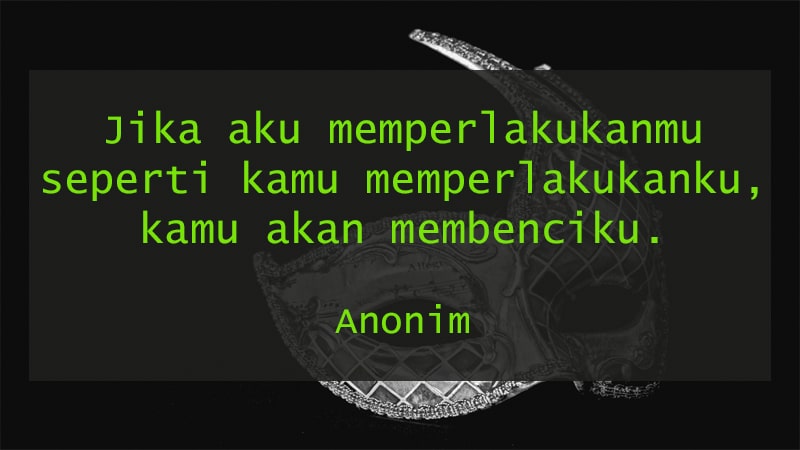 Jika aku memperlakukanmu
seperti kamu memperlakukanku,
kamu akan membenciku.
Anonim